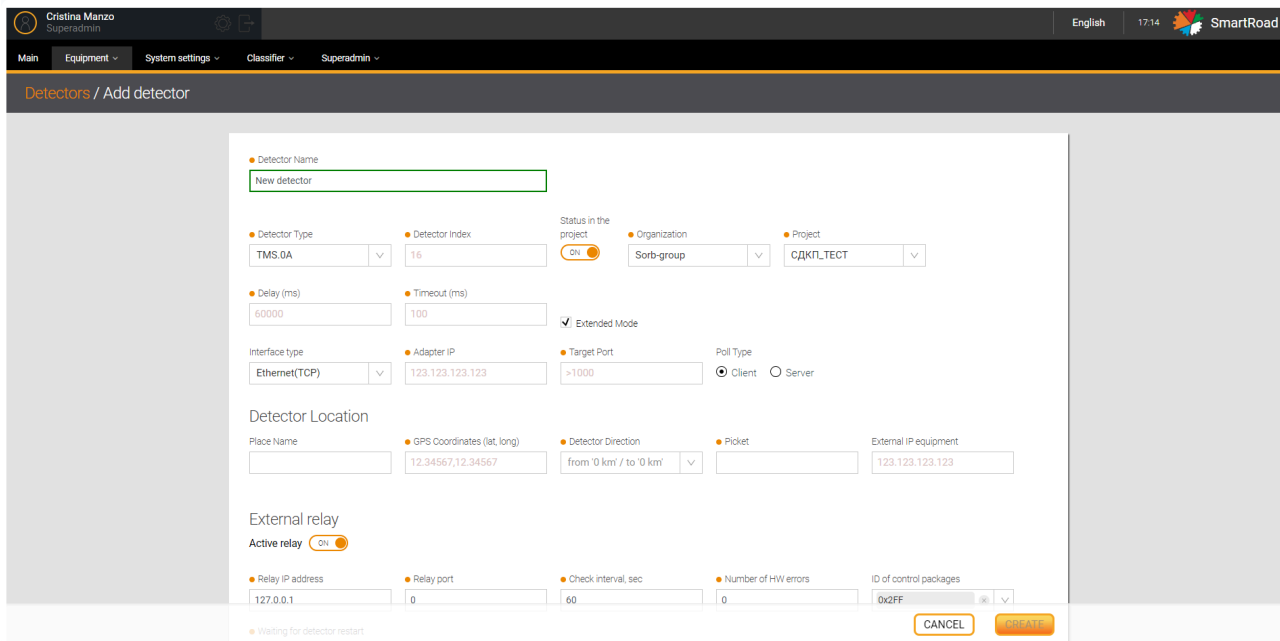 Cristina Manzo
Superadmin
English
17:14
SmartRoad
Main Equipment System settings Classifier Superadmin
Detectors / Add detector
Detector Name
New detector
Status in the
project
Detector Type Detector Index Organization Project
TMS.0A 16 ON Sorb-group СДКП_ТЕСТ
Delay (ms) Timeout (ms)
60000 100
Extended Mode
Interface type Adapter IP Target Port Poll Type
Ethernet(TCP) 123.123.123.123 >1000 Client Server
Detector Location
Place Name GPS Coordinates (lat, long) Detector Direction Picket External IP equipment
12.34567,12.34567 from '0 km' / to '0 km' 123.123.123.123
External relay
Active relay ON
Relay IP address Relay port Check interval, sec Number of HW errors ID of control packages
127.0.0.1 0 60 0 0x2FF
Waiting for detector restart
CANCEL CREATE